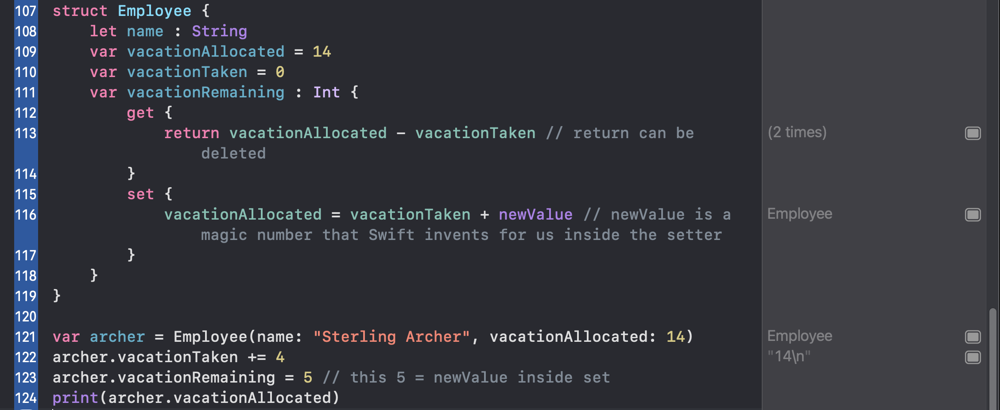 107 struct Employee {
108 let name : String
109 var vacationAllocated = 14
110 var vacationTaken = 0
111 var vacationRemaining : Int {
112 get {
113 return vacationAllocated - vacationTaken // return can be (2 times)
deleted
114 }
115 set {
116 vacationAllocated = vacationTaken + newValue // newValue is a Employee
magic number that Swift invents for us inside the setter
117 }
118 }
119 }
120
121 var archer = Employee(name: "Sterling Archer", vacationAllocated: 14) Employee
122 archer.vacationTaken += 4 "14\n"
123 archer.vacationRemaining = 5 // this 5 = newValue inside set
124 print(archer.vacationAllocated)